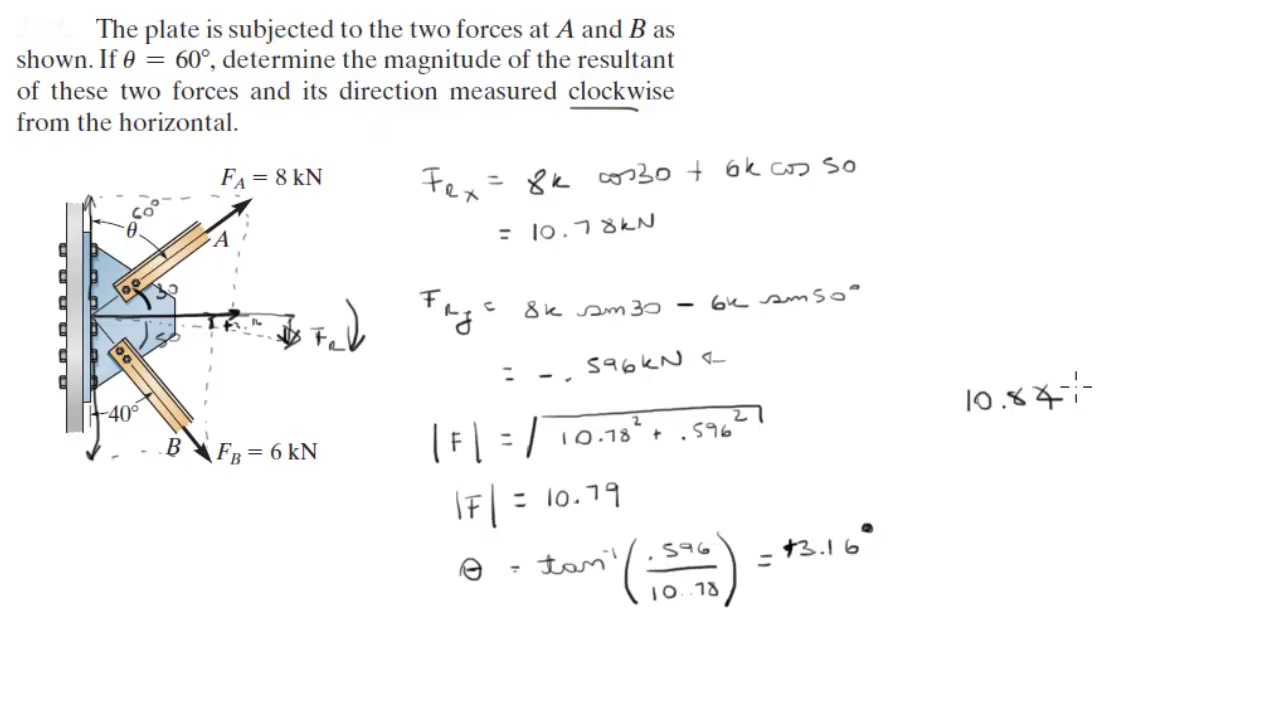 The plate is subjected to the two forces at A and B as
shown. If θ = 60°, determine the magnitude of the resultant
of these two forces and its direction measured clockwise
from the horizontal.
F_A = 8 kN
60°
θ
A
30
50
F_R
40°
B
F_B = 6 kN
F_Rx = 8k cos30 + 6k cos 50
= 10.78kN
F_Ry = 8k sin30 - 6k sin50°
= -.596kN
|F| = √10.78² + .596²
|F| = 10.79
θ = tan⁻¹(.596/10.78) = +3.16°